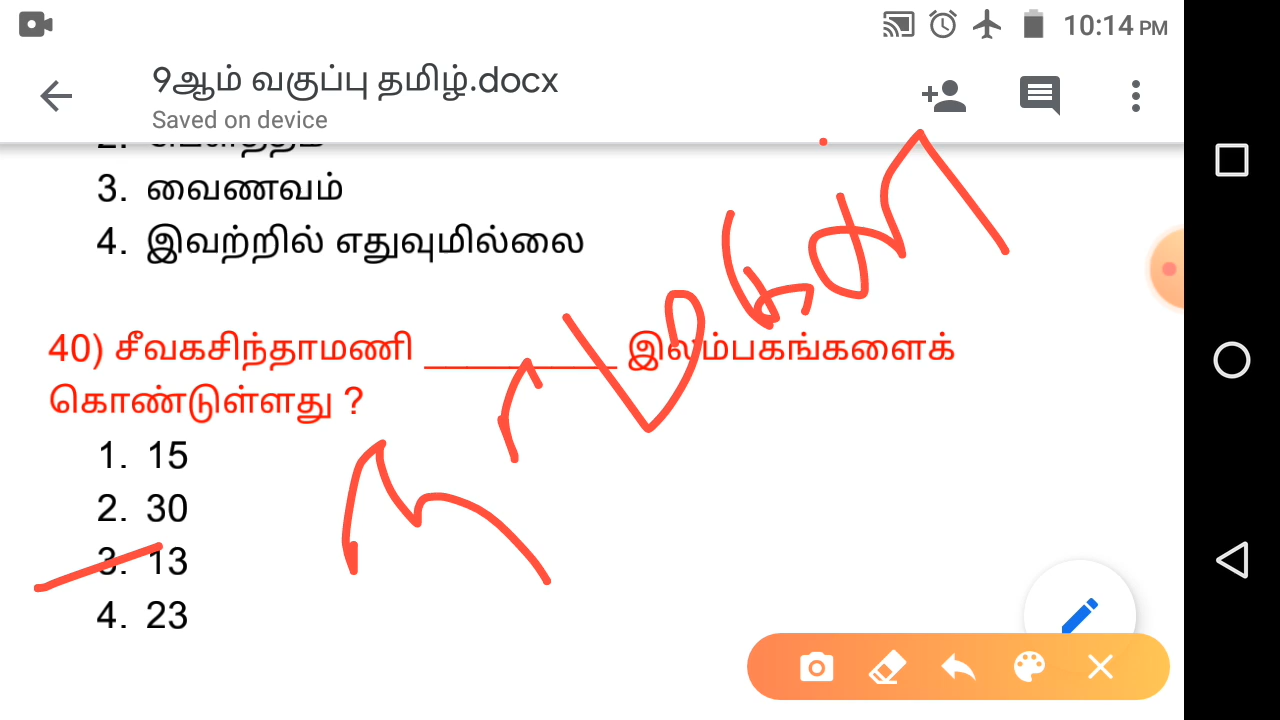 10:14 PM
9ஆம் வகுப்பு தமிழ்.docx
Saved on device
3. வைணவம்
4. இவற்றில் எதுவுமில்லை
40) சீவகசிந்தாமணி _________ இலம்பகங்களைக்
கொண்டுள்ளது ?
1. 15
2. 30
3. 13
4. 23